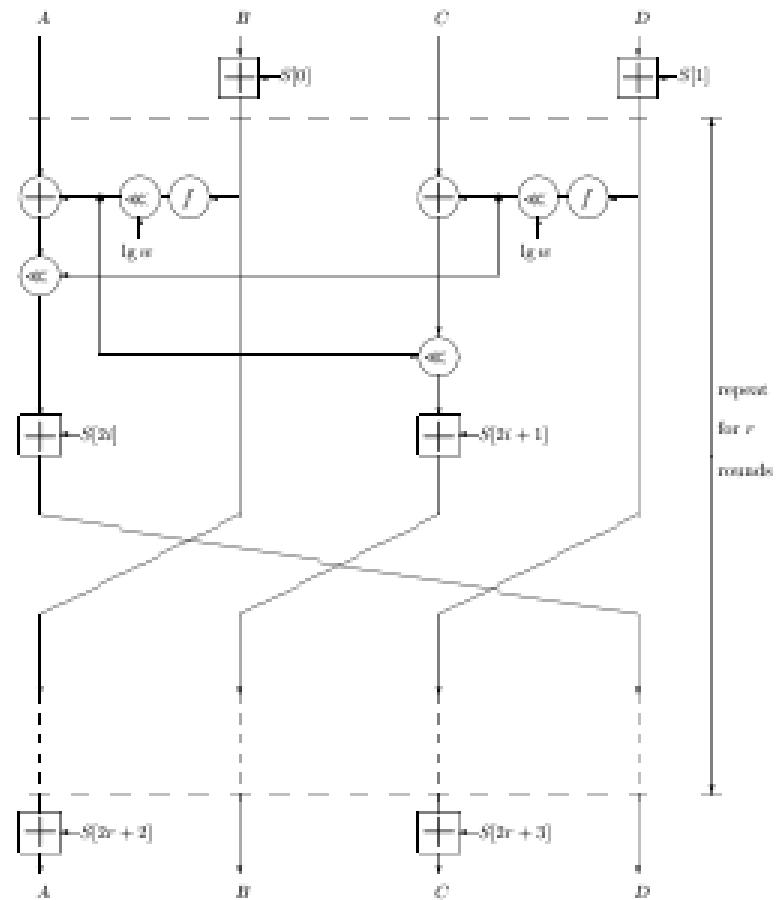 A B C D
S[0] S[1]
≪ f ≪ f
lg w lg w
≪
≪
repeat
S[2i] S[2i + 1]
for r
rounds
S[2r + 2] S[2r + 3]
A B C D